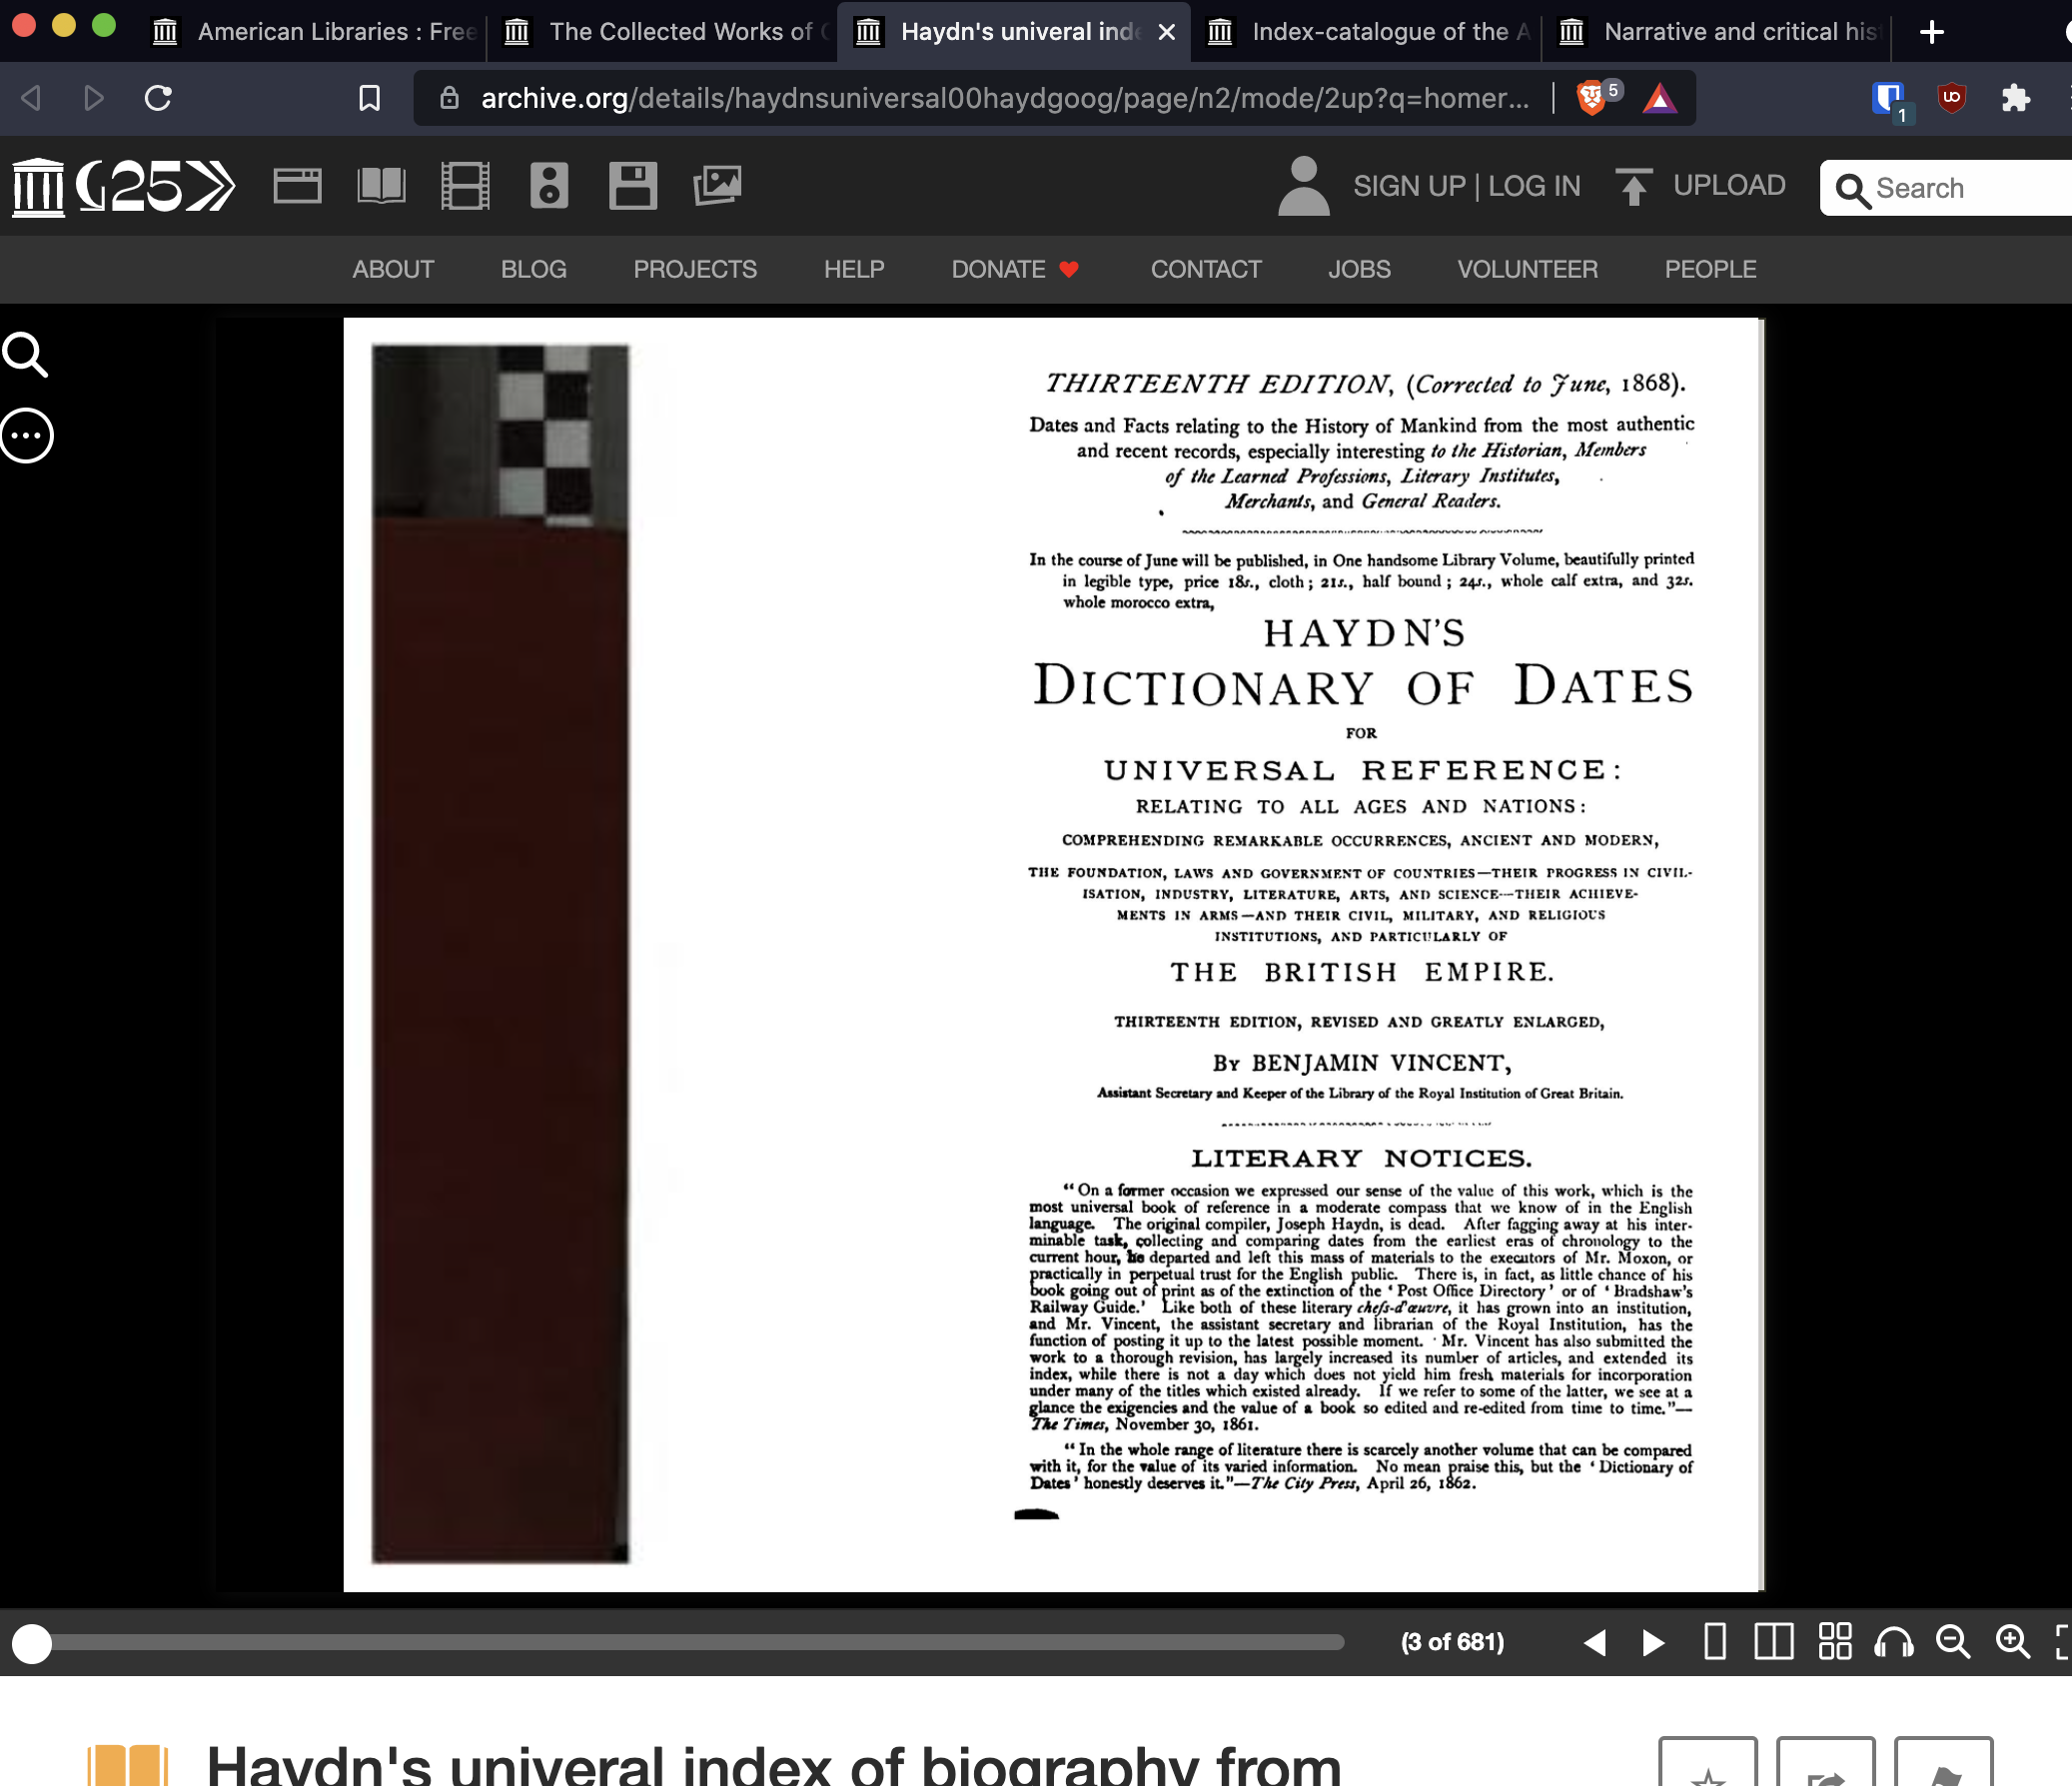 American Libraries : Free
The Collected Works of
Haydn's univeral inde
Index-catalogue of the A
Narrative and critical his
archive.org/details/haydnsuniversal00haydgoog/page/n2/mode/2up?q=homer...
5
1
25
SIGN UP | LOG IN
UPLOAD
Search
ABOUT
BLOG
PROJECTS
HELP
DONATE
CONTACT
JOBS
VOLUNTEER
PEOPLE
THIRTEENTH EDITION, (Corrected to June, 1868).
Dates and Facts relating to the History of Mankind from the most authentic
and recent records, especially interesting to the Historian, Members
of the Learned Professions, Literary Institutes,
Merchants, and General Readers.
In the course of June will be published, in One handsome Library Volume, beautifully printed
in legible type, price 18s., cloth; 21s., half bound; 24s., whole calf extra, and 32s.
whole morocco extra,
HAYDN'S
DICTIONARY OF DATES
FOR
UNIVERSAL REFERENCE:
RELATING TO ALL AGES AND NATIONS:
COMPREHENDING REMARKABLE OCCURRENCES, ANCIENT AND MODERN,
THE FOUNDATION, LAWS AND GOVERNMENT OF COUNTRIES—THEIR PROGRESS IN CIVIL-
ISATION, INDUSTRY, LITERATURE, ARTS, AND SCIENCE—THEIR ACHIEVE-
MENTS IN ARMS—AND THEIR CIVIL, MILITARY, AND RELIGIOUS
INSTITUTIONS, AND PARTICULARLY OF
THE BRITISH EMPIRE.
THIRTEENTH EDITION, REVISED AND GREATLY ENLARGED,
By BENJAMIN VINCENT,
Assistant Secretary and Keeper of the Library of the Royal Institution of Great Britain.
LITERARY NOTICES.
"On a former occasion we expressed our sense of the value of this work, which is the
most universal book of reference in a moderate compass that we know of in the English
language. The original compiler, Joseph Haydn, is dead. After fagging away at his inter-
minable task, collecting and comparing dates from the earliest eras of chronology to the
current hour, he departed and left this mass of materials to the executors of Mr. Moxon, or
practically in perpetual trust for the English public. There is, in fact, as little chance of his
book going out of print as of the extinction of the 'Post Office Directory' or of 'Bradshaw's
Railway Guide.' Like both of these literary chefs-d'œuvre, it has grown into an institution,
and Mr. Vincent, the assistant secretary and librarian of the Royal Institution, has the
function of posting it up to the latest possible moment. Mr. Vincent has also submitted the
work to a thorough revision, has largely increased its number of articles, and extended its
index, while there is not a day which does not yield him fresh materials for incorporation
under many of the titles which existed already. If we refer to some of the latter, we see at a
glance the exigencies and the value of a book so edited and re-edited from time to time."—
The Times, November 30, 1861.
"In the whole range of literature there is scarcely another volume that can be compared
with it, for the value of its varied information. No mean praise this, but the 'Dictionary of
Dates' honestly deserves it."—The City Press, April 26, 1862.
(3 of 681)
Haydn's univeral index of biography from